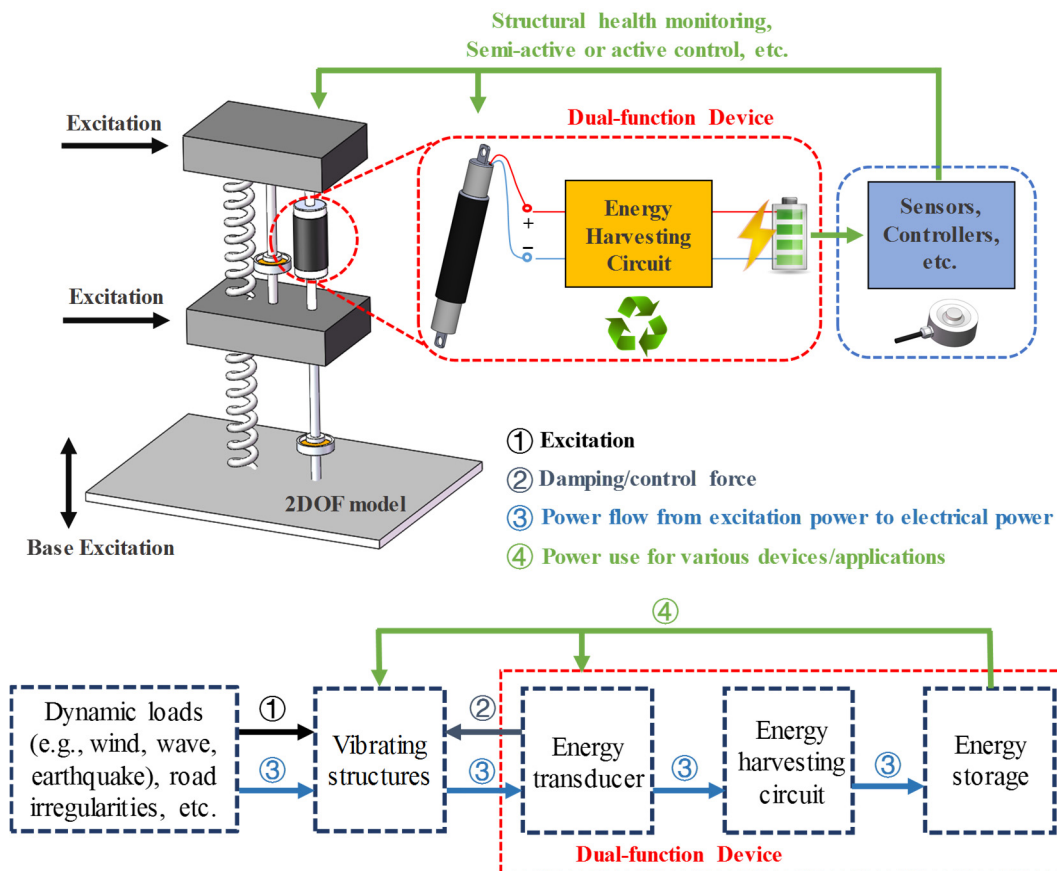 Structural health monitoring,
Semi-active or active control, etc.
Dual-function Device
Excitation
Energy
Harvesting
Circuit
+
−
Sensors,
Controllers,
etc.
Excitation
2DOF model
Base Excitation
① Excitation
② Damping/control force
③ Power flow from excitation power to electrical power
④ Power use for various devices/applications
④
Dynamic loads
(e.g., wind, wave,
earthquake), road
irregularities, etc.
①
③
Vibrating
structures
②
③
Energy
transducer
③
Energy
harvesting
circuit
③
Energy
storage
Dual-function Device